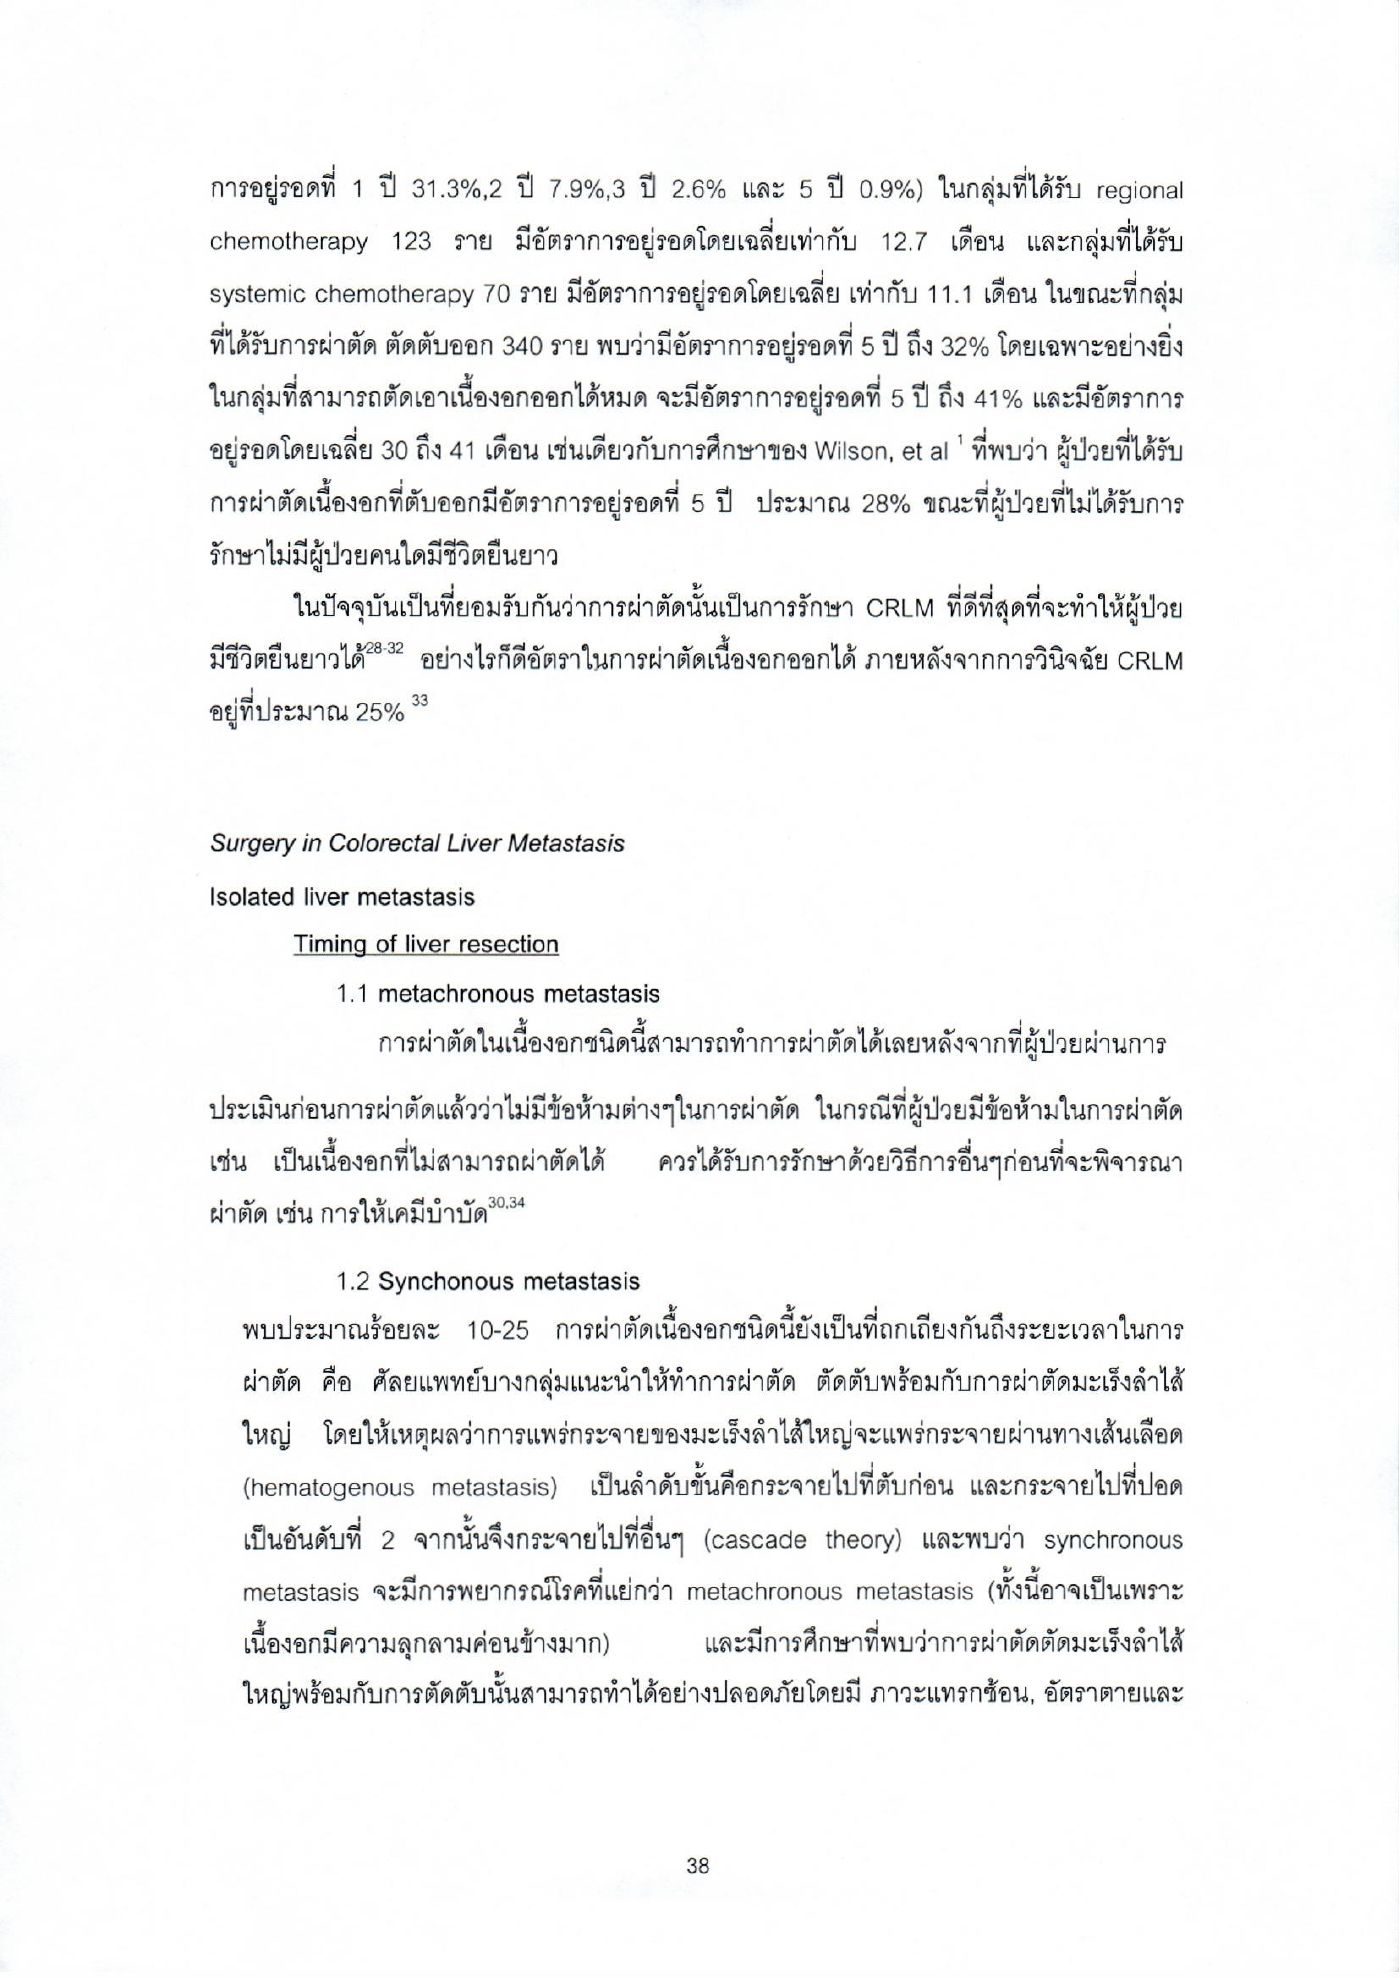 การอยู่รอดที่ 1 ปี 31.3%,2 ปี 7.9%,3 ปี 2.6% และ 5 ปี 0.9%) ในกลุ่มที่ได้รับ regional
chemotherapy 123 ราย มีอัตราการอยู่รอดโดยเฉลี่ยเท่ากับ 12.7 เดือน และกลุ่มที่ได้รับ
systemic chemotherapy 70 ราย มีอัตราการอยู่รอดโดยเฉลี่ย เท่ากับ 11.1 เดือน ในขณะที่กลุ่ม
ที่ได้รับการผ่าตัด ตัดตับออก 340 ราย พบว่ามีอัตราการอยู่รอดที่ 5 ปี ถึง 32% โดยเฉพาะอย่างยิ่ง
ในกลุ่มที่สามารถตัดเอาเนื้องอกออกได้หมด จะมีอัตราการอยู่รอดที่ 5 ปี ถึง 41% และมีอัตราการ
อยู่รอดโดยเฉลี่ย 30 ถึง 41 เดือน เช่นเดียวกับการศึกษาของ Wilson, et al ¹ ที่พบว่า ผู้ป่วยที่ได้รับ
การผ่าตัดเนื้องอกที่ตับออกมีอัตราการอยู่รอดที่ 5 ปี ประมาณ 28% ขณะที่ผู้ป่วยที่ไม่ได้รับการ
รักษาไม่มีผู้ป่วยคนใดมีชีวิตยืนยาว
ในปัจจุบันเป็นที่ยอมรับกันว่าการผ่าตัดนั้นเป็นการรักษา CRLM ที่ดีที่สุดที่จะทำให้ผู้ป่วย
มีชีวิตยืนยาวได้²⁸⁻³² อย่างไรก็ดีอัตราในการผ่าตัดเนื้องอกออกได้ ภายหลังจากการวินิจฉัย CRLM
อยู่ที่ประมาณ 25% ³³
Surgery in Colorectal Liver Metastasis
Isolated liver metastasis
Timing of liver resection
1.1 metachronous metastasis
การผ่าตัดในเนื้องอกชนิดนี้สามารถทำการผ่าตัดได้เลยหลังจากที่ผู้ป่วยผ่านการ
ประเมินก่อนการผ่าตัดแล้วว่าไม่มีข้อห้ามต่างๆในการผ่าตัด ในกรณีที่ผู้ป่วยมีข้อห้ามในการผ่าตัด
เช่น เป็นเนื้องอกที่ไม่สามารถผ่าตัดได้ ควรได้รับการรักษาด้วยวิธีการอื่นๆก่อนที่จะพิจารณา
ผ่าตัด เช่น การให้เคมีบำบัด³⁰,³⁴
1.2 Synchonous metastasis
พบประมาณร้อยละ 10-25 การผ่าตัดเนื้องอกชนิดนี้ยังเป็นที่ถกเถียงกันถึงระยะเวลาในการ
ผ่าตัด คือ ศัลยแพทย์บางกลุ่มแนะนำให้ทำการผ่าตัด ตัดตับพร้อมกับการผ่าตัดมะเร็งลำไส้
ใหญ่ โดยให้เหตุผลว่าการแพร่กระจายของมะเร็งลำไส้ใหญ่จะแพร่กระจายผ่านทางเส้นเลือด
(hematogenous metastasis) เป็นลำดับขั้นคือกระจายไปที่ตับก่อน และกระจายไปที่ปอด
เป็นอันดับที่ 2 จากนั้นจึงกระจายไปที่อื่นๆ (cascade theory) และพบว่า synchronous
metastasis จะมีการพยากรณ์โรคที่แย่กว่า metachronous metastasis (ทั้งนี้อาจเป็นเพราะ
เนื้องอกมีความลุกลามค่อนข้างมาก) และมีการศึกษาที่พบว่าการผ่าตัดตัดมะเร็งลำไส้
ใหญ่พร้อมกับการตัดตับนั้นสามารถทำได้อย่างปลอดภัยโดยมี ภาวะแทรกซ้อน, อัตราตายและ
38